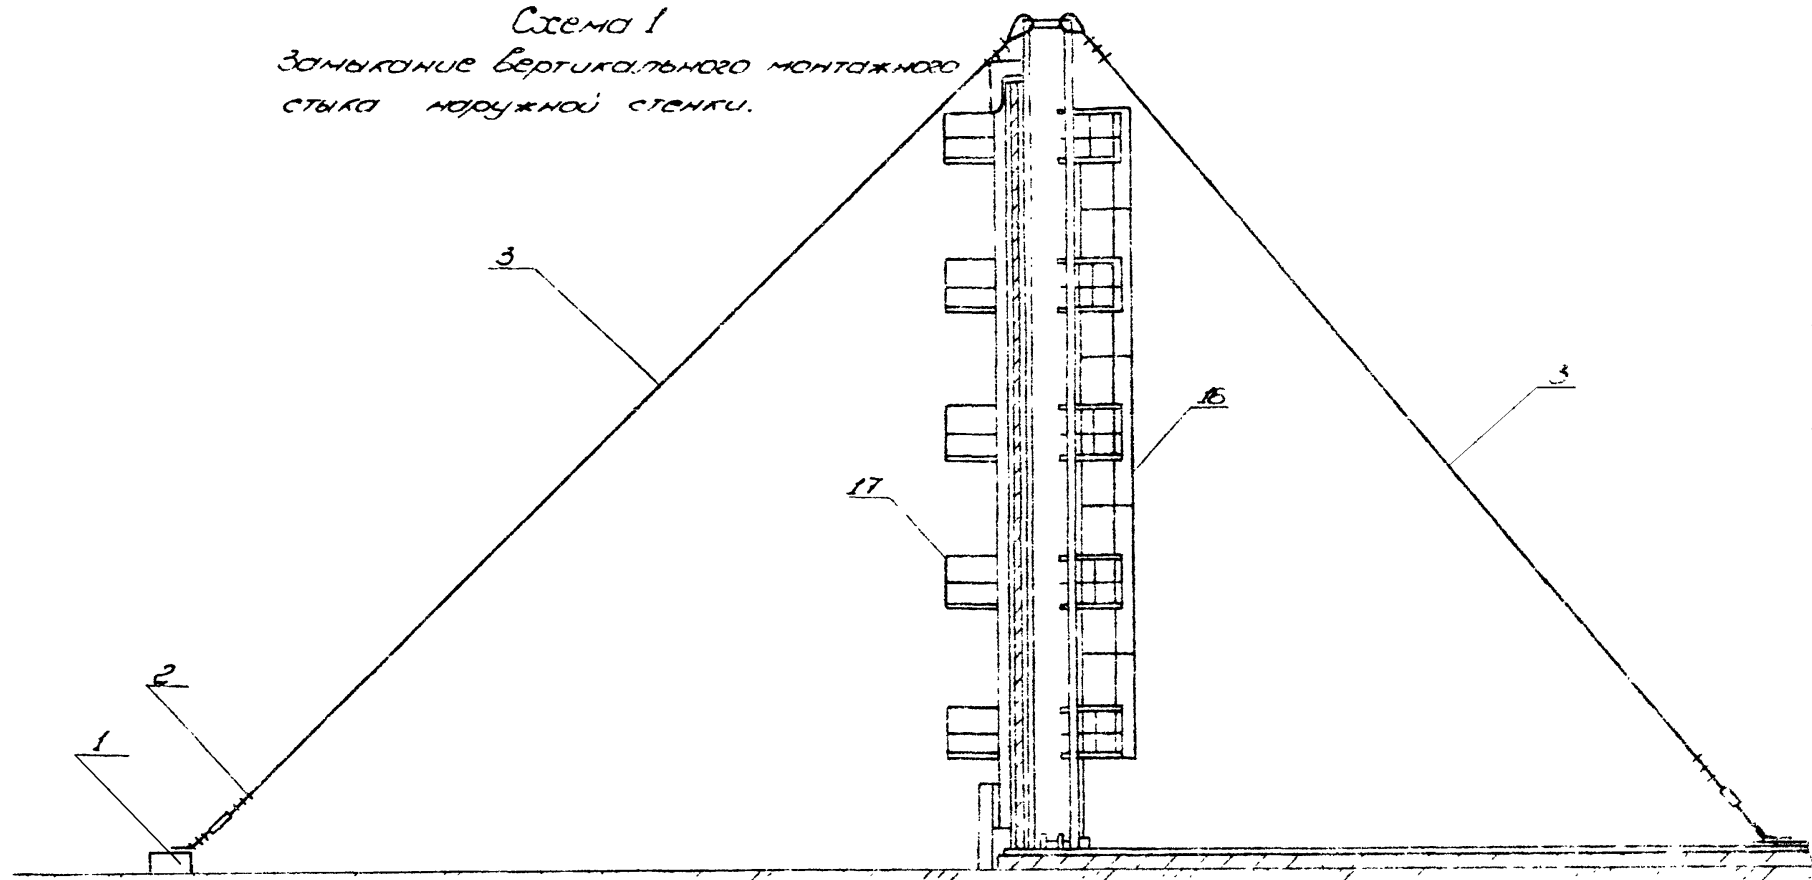 Схема 1
Замыкание вертикального монтажного
стыка наружной стенки.
3
3
16
17
2
1